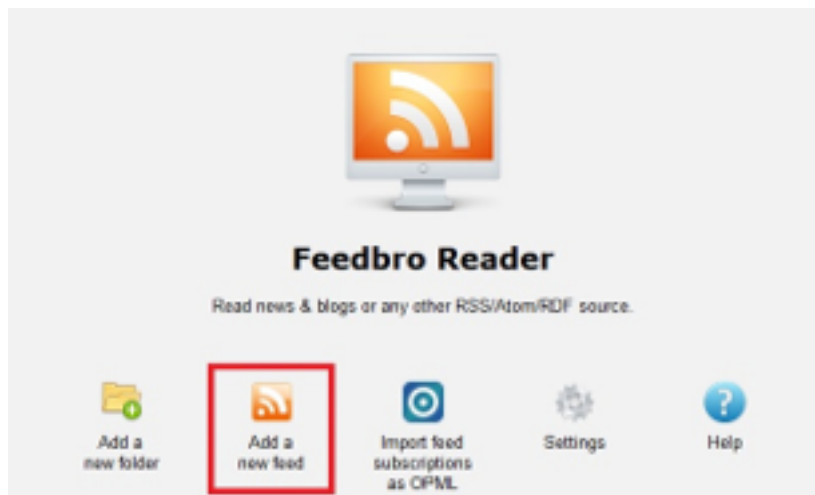 Feedbro Reader
Read news & blogs or any other RSS/Atom/RDF source.
Add a
new folder
Add a
new feed
Import feed
subscriptions
as OPML
Settings
Help